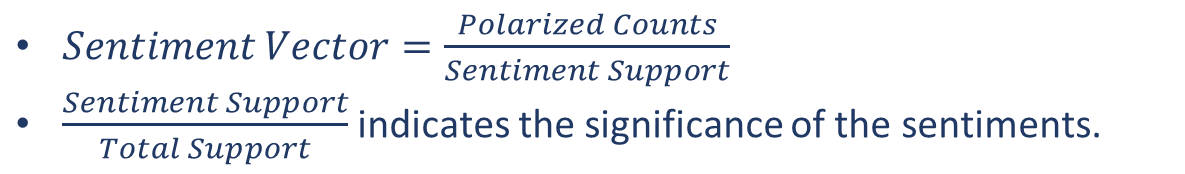 • Sentiment Vector = Polarized Counts / Sentiment Support
• Sentiment Support / Total Support indicates the significance of the sentiments.